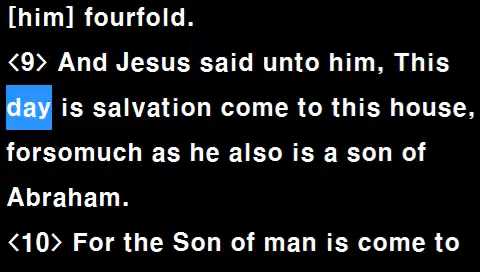 [him] fourfold.
<9> And Jesus said unto him, This
day is salvation come to this house,
forsomuch as he also is a son of
Abraham.
<10> For the Son of man is come to